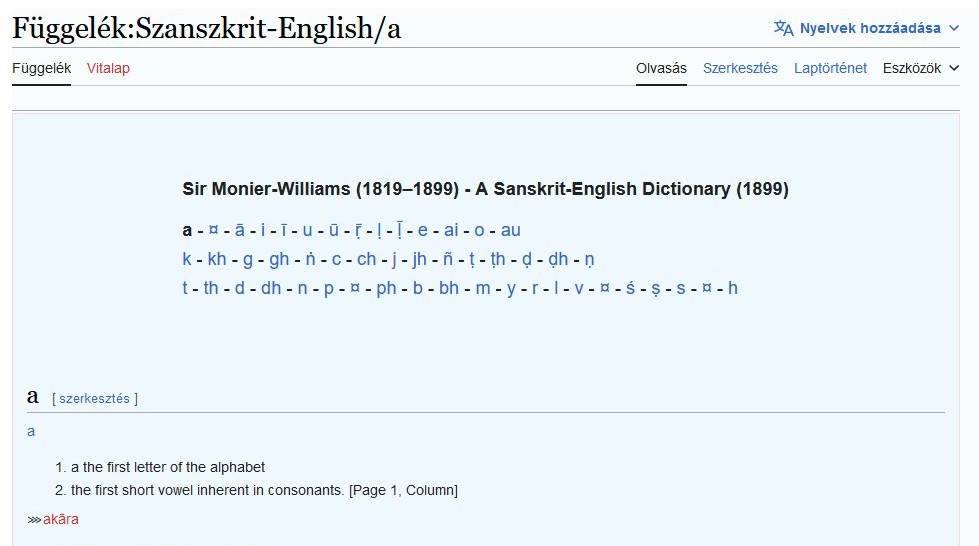 Függelék:Szanszkrit-English/a
Nyelvek hozzáadása
Függelék Vitalap Olvasás Szerkesztés Laptörténet Eszközök
Sir Monier-Williams (1819–1899) - A Sanskrit-English Dictionary (1899)
a - ¤ - ā - i - ī - u - ū - ṝ - ḷ - ḹ - e - ai - o - au
k - kh - g - gh - ṅ - c - ch - j - jh - ñ - ṭ - ṭh - ḍ - ḍh - ṇ
t - th - d - dh - n - p - ¤ - ph - b - bh - m - y - r - l - v - ¤ - ś - ṣ - s - ¤ - h
a [ szerkesztés ]
a
1. a the first letter of the alphabet
2. the first short vowel inherent in consonants. [Page 1, Column]
⋙ akāra